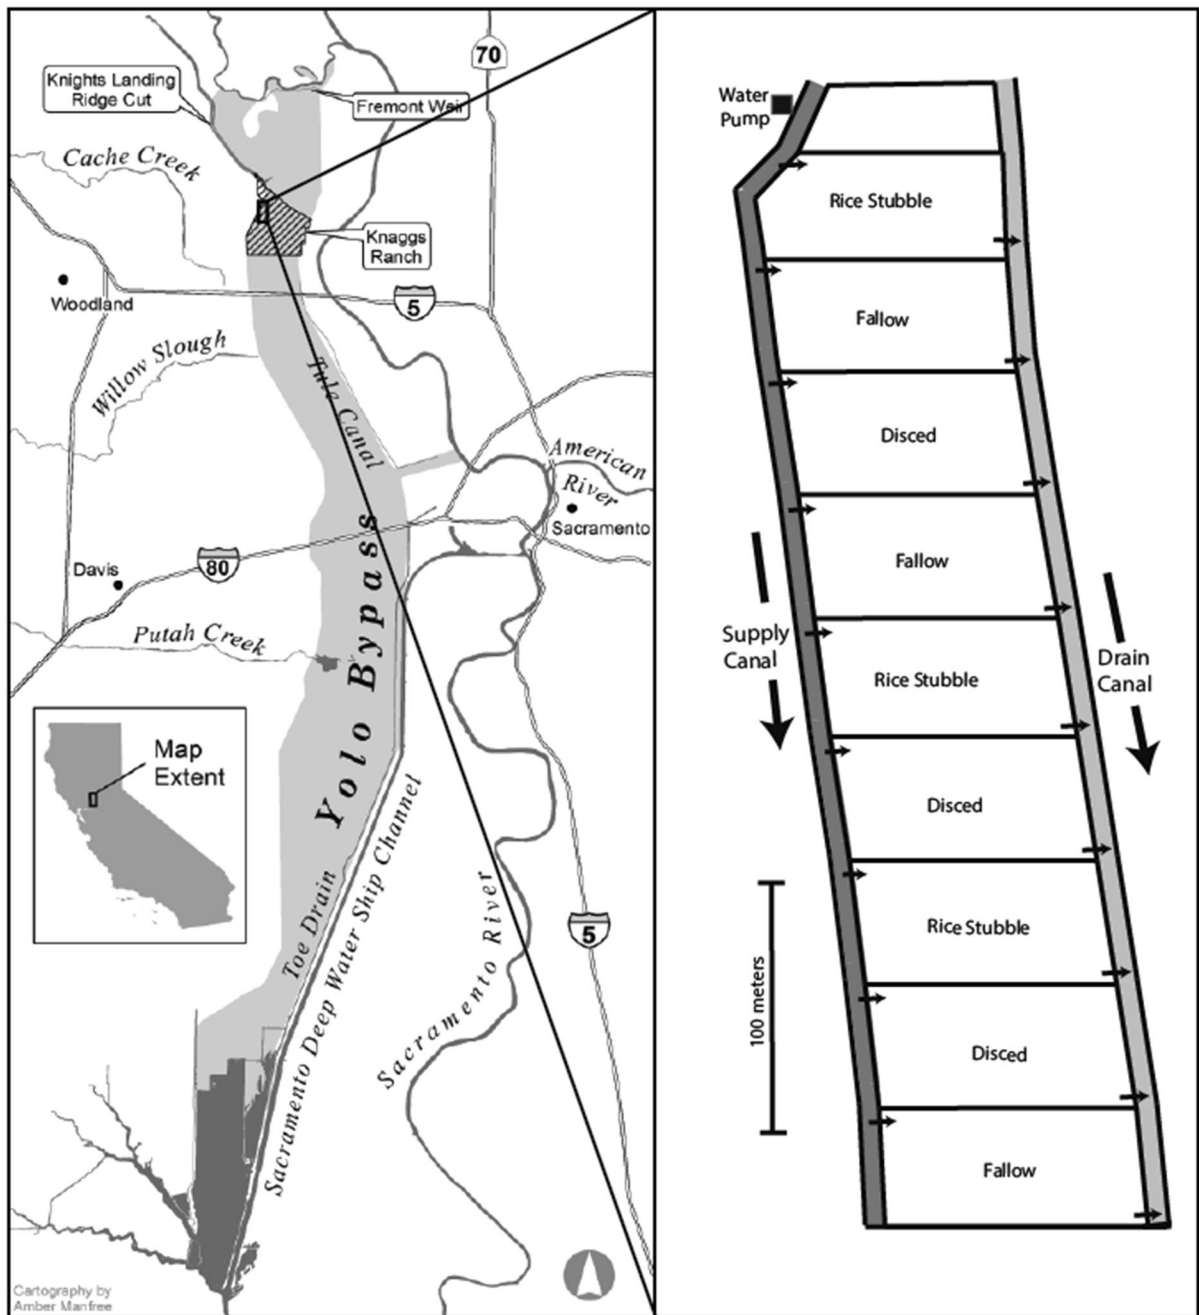 70
Knights Landing
Ridge Cut
Fremont Weir
Cache Creek
Knaggs
Ranch
Woodland
5
Willow Slough
Tule Canal
American
River
Sacramento
80
Davis
Putah Creek
Yolo Bypass
Map
Extent
Toe Drain
Sacramento Deep Water Ship Channel
Sacramento River
5
Cartography by
Amber Manfree
Water
Pump
Rice Stubble
Fallow
Disced
Fallow
Supply
Canal
Rice Stubble
Drain
Canal
Disced
Rice Stubble
100 meters
Disced
Fallow